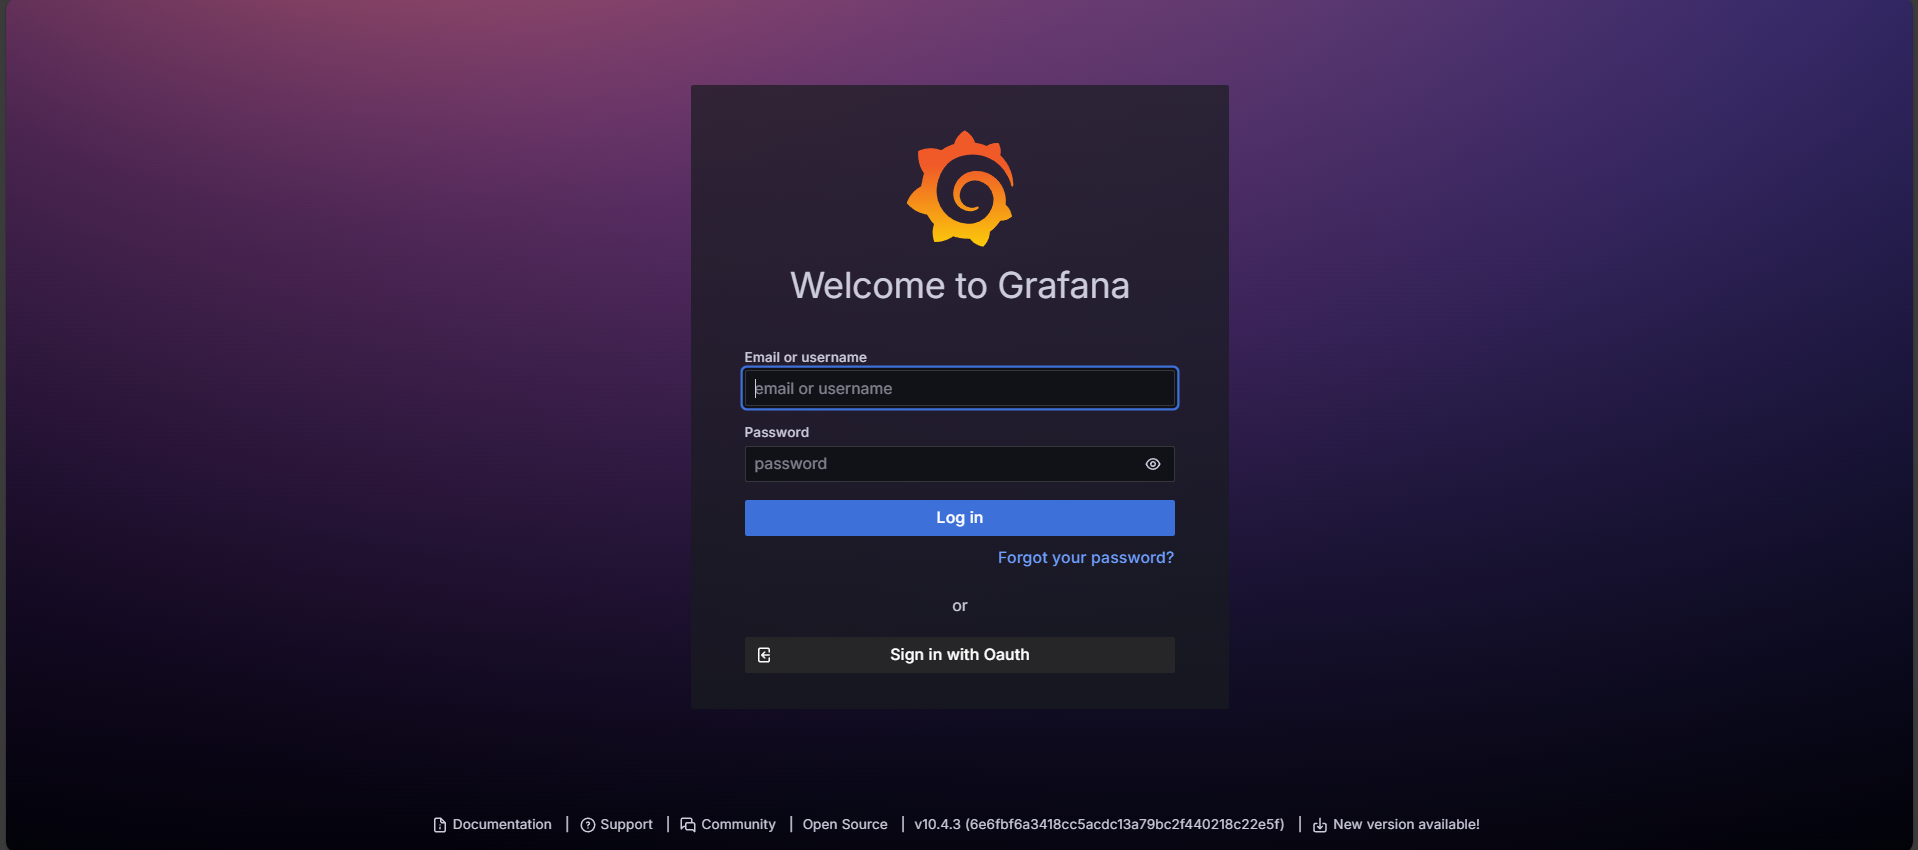 Welcome to Grafana
Email or username
email or username
Password
password
Log in
Forgot your password?
or
Sign in with Oauth
Documentation | Support | Community | Open Source | v10.4.3 (6e6fbf6a3418cc5acdc13a79bc2f440218c22e5f) | New version available!